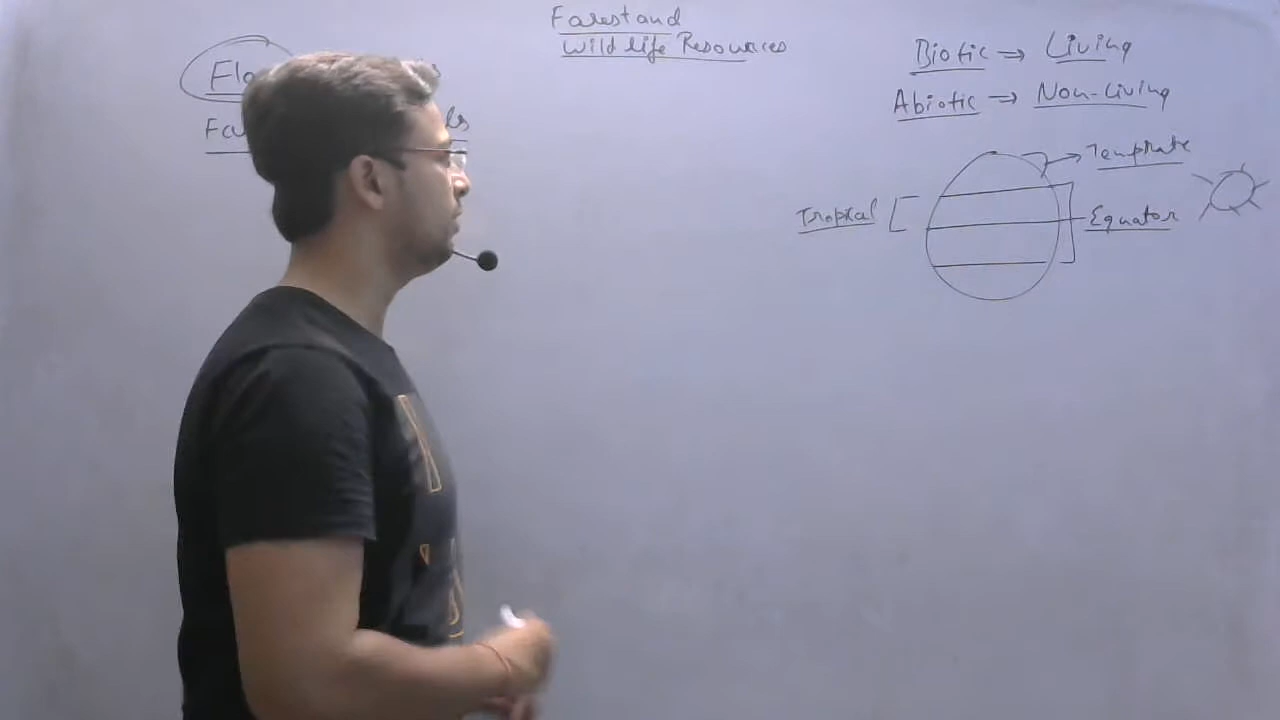 Forest and
Wild life Resources
Biotic → Living
Abiotic → Non-Living
Temprate
Tropical
Equator